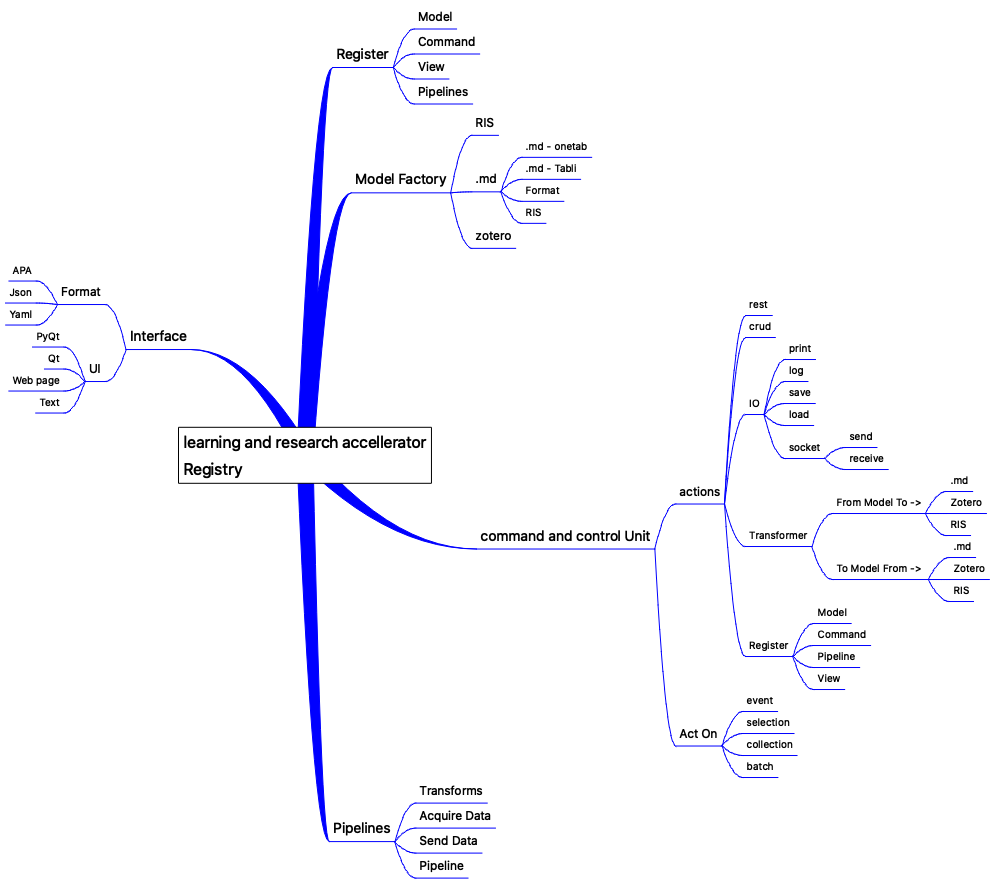 Register
Model
Command
View
Pipelines
Model Factory
RIS
.md
.md - onetab
.md - Tabli
Format
RIS
zotero
Interface
Format
APA
Json
Yaml
UI
PyQt
Qt
Web page
Text
learning and research accellerator
Registry
command and control Unit
actions
rest
crud
IO
print
log
save
load
socket
send
receive
Transformer
From Model To ->
.md
Zotero
RIS
To Model From ->
.md
Zotero
RIS
Register
Model
Command
Pipeline
View
Act On
event
selection
collection
batch
Pipelines
Transforms
Acquire Data
Send Data
Pipeline